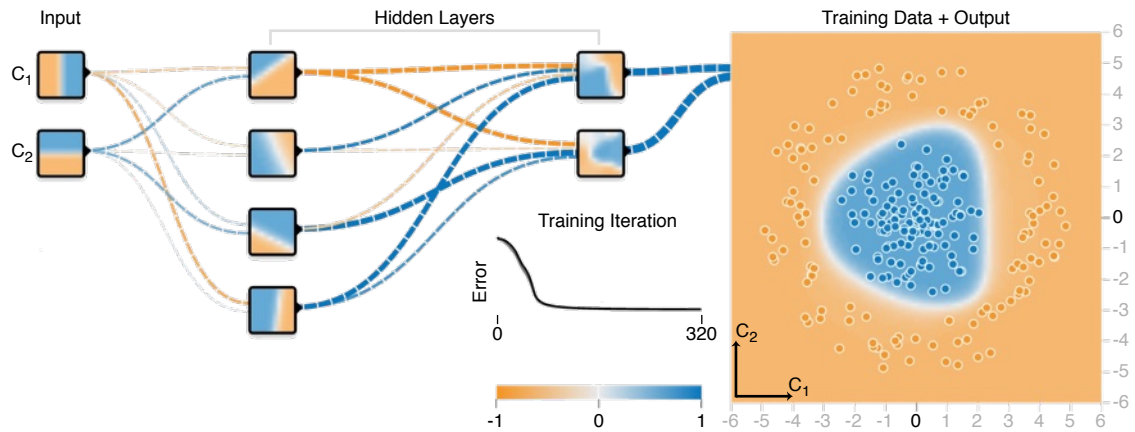 Input
Hidden Layers
Training Data + Output
C1
C2
Training Iteration
Error
0
320
-1
0
1
6
5
4
3
2
1
0
-1
-2
-3
-4
-5
-6
C2
C1
-6 -5 -4 -3 -2 -1 0 1 2 3 4 5 6